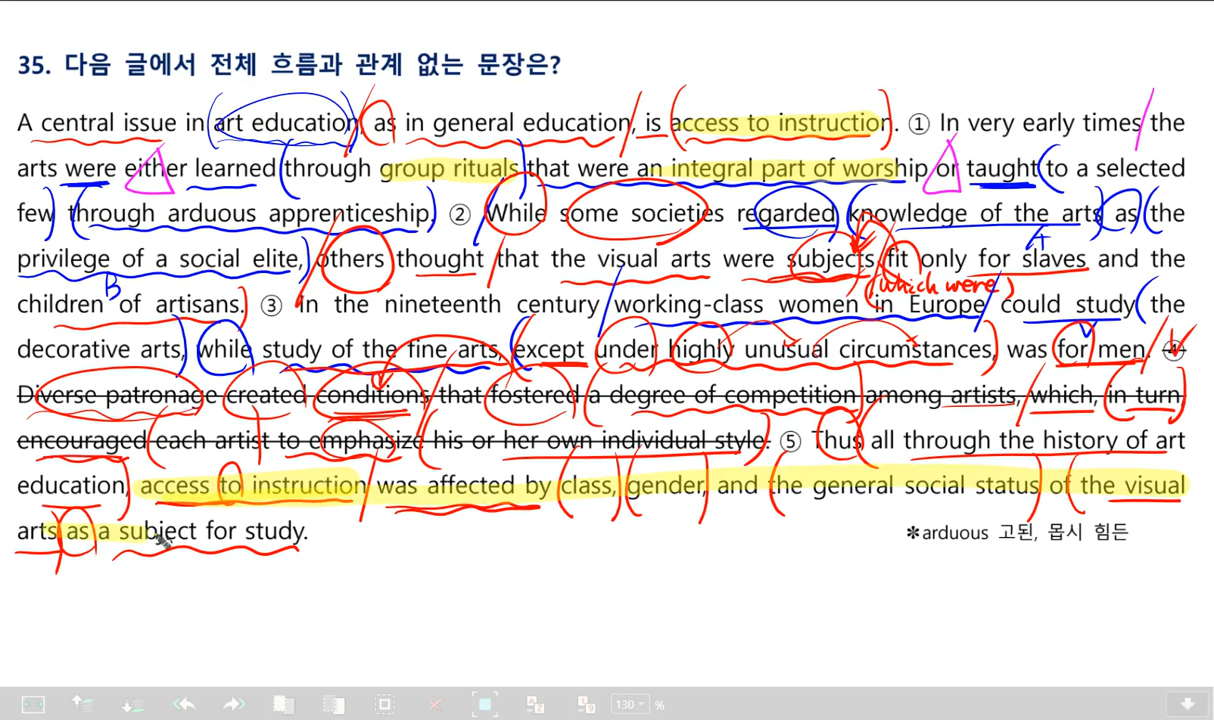 35. 다음 글에서 전체 흐름과 관계 없는 문장은?
A central issue in art education, as in general education, is access to instruction. ① In very early times the
arts were either learned through group rituals that were an integral part of worship or taught to a selected
few through arduous apprenticeship. ② While some societies regarded knowledge of the arts as the
privilege of a social elite, others thought that the visual arts were subjects fit only for slaves and the
A
(which were)
children of artisans. ③ In the nineteenth century working-class women in Europe could study the
B
decorative arts, while study of the fine arts, except under highly unusual circumstances, was for men. ④
Diverse patronage created conditions that fostered a degree of competition among artists, which, in turn
encouraged each artist to emphasize his or her own individual style. ⑤ Thus all through the history of art
education, access to instruction was affected by class, gender, and the general social status of the visual
arts as a subject for study.
※arduous 고된, 몹시 힘든
130 %